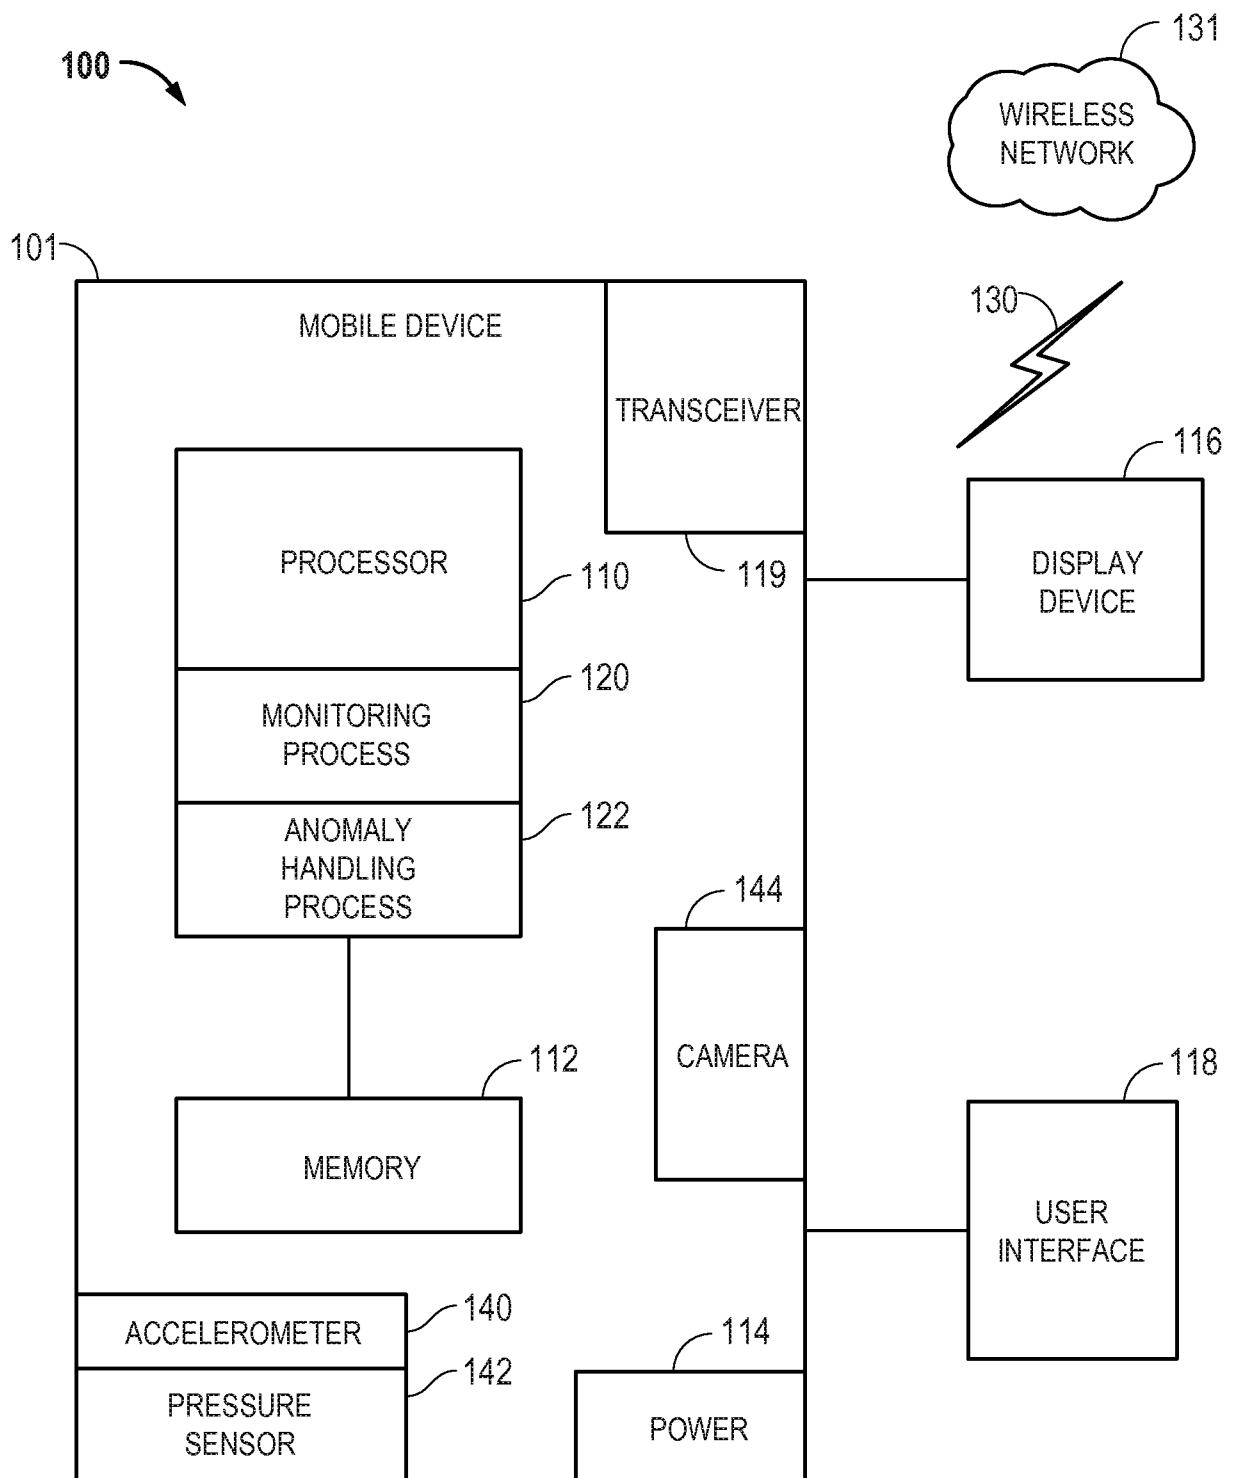 131
100
WIRELESS
NETWORK
101
130
MOBILE DEVICE
TRANSCEIVER
116
PROCESSOR
110
119
DISPLAY
DEVICE
120
MONITORING
PROCESS
122
ANOMALY
HANDLING
PROCESS
144
CAMERA
112
118
MEMORY
USER
INTERFACE
140
ACCELEROMETER
114
142
PRESSURE
SENSOR
POWER